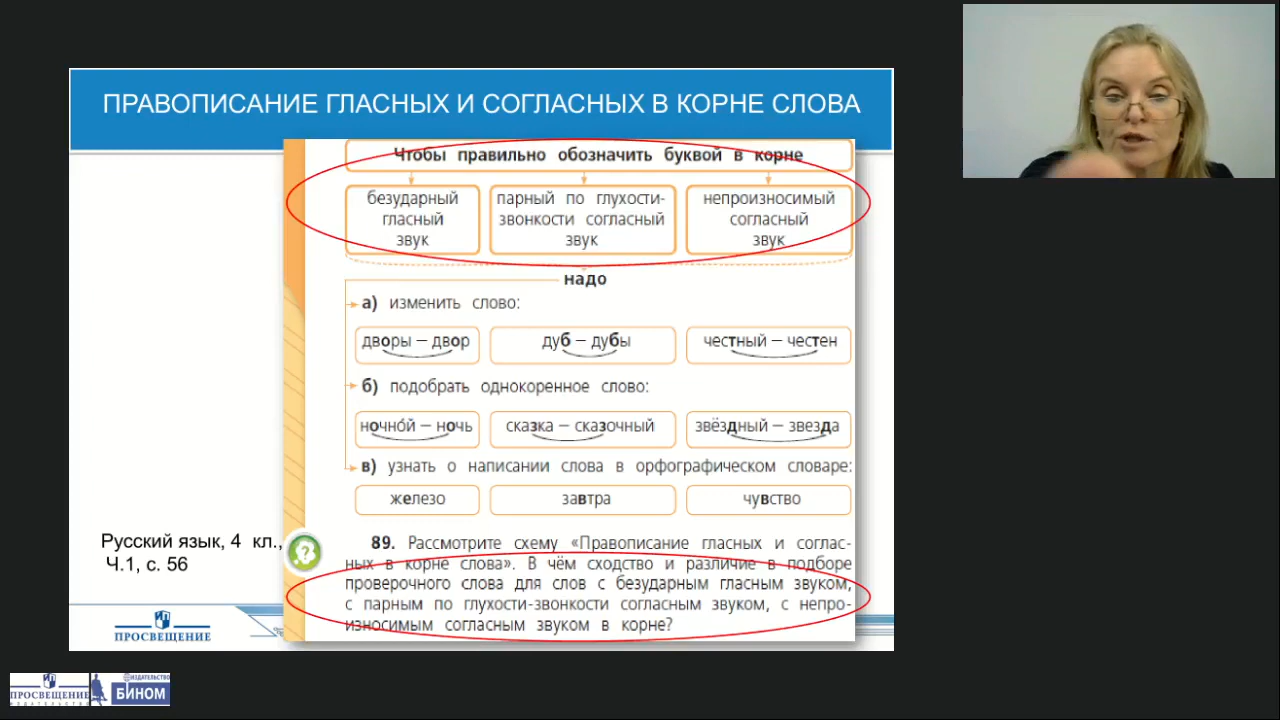 ПРАВОПИСАНИЕ ГЛАСНЫХ И СОГЛАСНЫХ В КОРНЕ СЛОВА
Чтобы правильно обозначить буквой в корне
безударный
гласный
звук
парный по глухости-
звонкости согласный
звук
непроизносимый
согласный
звук
надо
а) изменить слово:
дворы – двор
дуб – дубы
честный – честен
б) подобрать однокоренное слово:
ночно́й – ночь
сказка – сказочный
звёздный – звезда
в) узнать о написании слова в орфографическом словаре:
железо
завтра
чувство
89. Рассмотрите схему «Правописание гласных и соглас-
ных в корне слова». В чём сходство и различие в подборе
проверочного слова для слов с безударным гласным звуком,
с парным по глухости-звонкости согласным звуком, с непро-
износимым согласным звуком в корне?
Русский язык, 4 кл.,
Ч.1, с. 56
ПРОСВЕЩЕНИЕ
ПРОСВЕЩЕНИЕ
ИЗДАТЕЛЬСТВО
ИЗДАТЕЛЬСТВО
БИНОМ